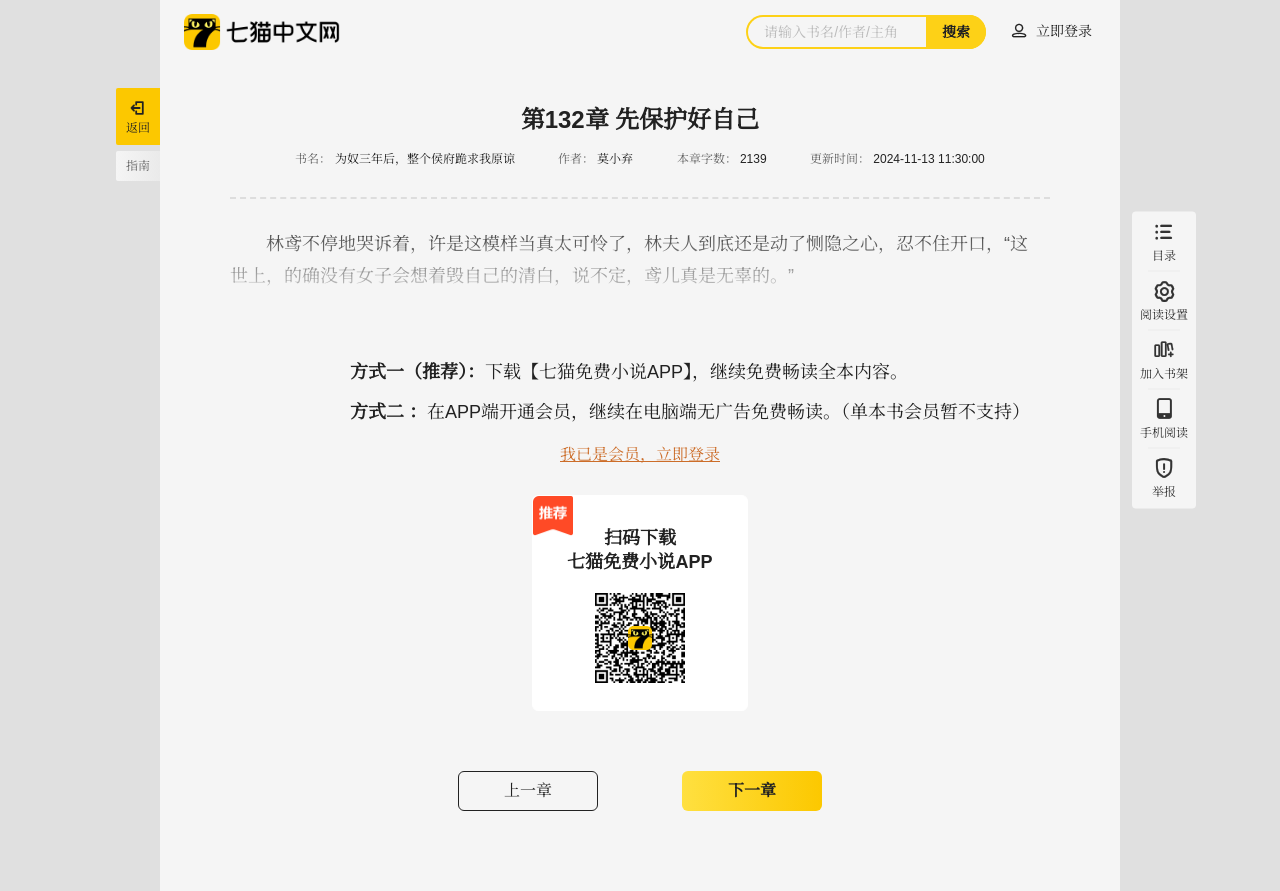 七猫中文网
请输入书名/作者/主角
搜索
立即登录
返回
指南
第132章 先保护好自己
书名： 为奴三年后，整个侯府跪求我原谅 作者： 莫小弃 本章字数： 2139 更新时间： 2024-11-13 11:30:00
林鸢不停地哭诉着，许是这模样当真太可怜了，林夫人到底还是动了恻隐之心，忍不住开口，“这
世上，的确没有女子会想着毁自己的清白，说不定，鸢儿真是无辜的。”
方式一（推荐）：下载【七猫免费小说APP】，继续免费畅读全本内容。
方式二 ：在APP端开通会员，继续在电脑端无广告免费畅读。（单本书会员暂不支持）
我已是会员，立即登录
推荐
扫码下载
七猫免费小说APP
上一章
下一章
目录
阅读设置
加入书架
手机阅读
举报